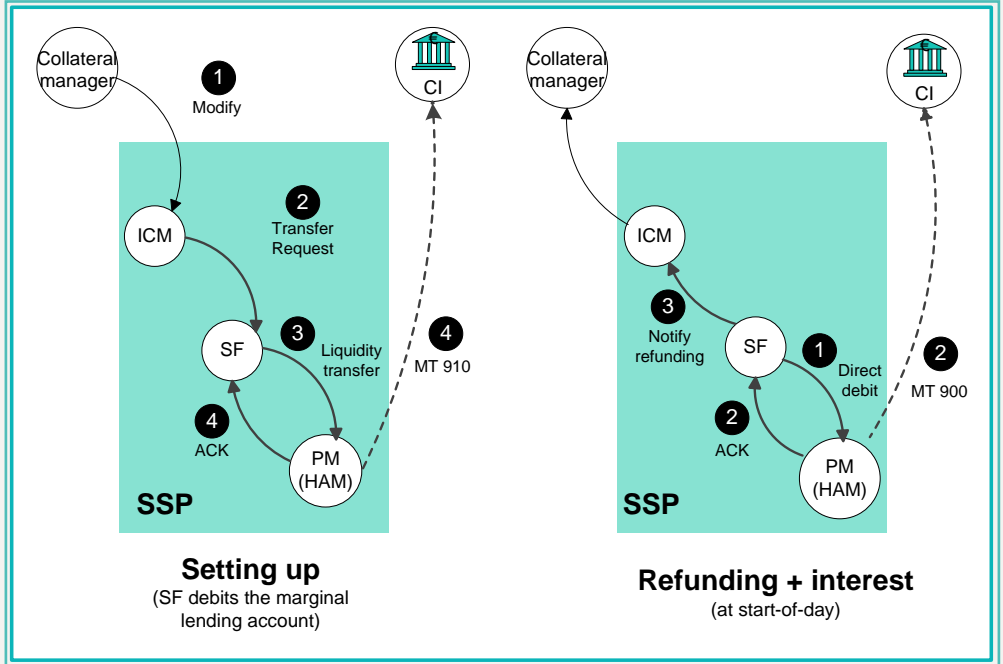 Collateral
manager
1
Modify
€
CI
2
Transfer
Request
ICM
SF
3
Liquidity
transfer
4
MT 910
4
ACK
PM
(HAM)
SSP
Setting up
(SF debits the marginal
lending account)
Collateral
manager
€
CI
ICM
3
Notify
refunding
SF
1
Direct
debit
2
MT 900
2
ACK
PM
(HAM)
SSP
Refunding + interest
(at start-of-day)